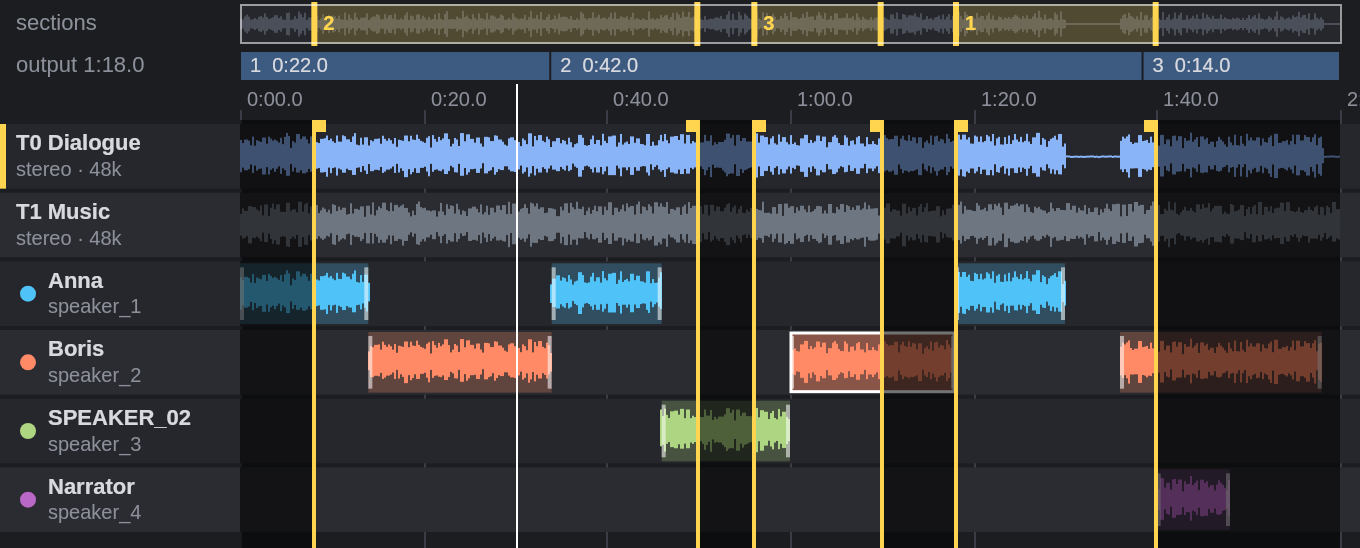 sections
2
3
1
output 1:18.0
1 0:22.0
2 0:42.0
3 0:14.0
0:00.0
0:20.0
0:40.0
1:00.0
1:20.0
1:40.0
T0 Dialogue
stereo · 48k
T1 Music
stereo · 48k
Anna
speaker_1
Boris
speaker_2
SPEAKER_02
speaker_3
Narrator
speaker_4